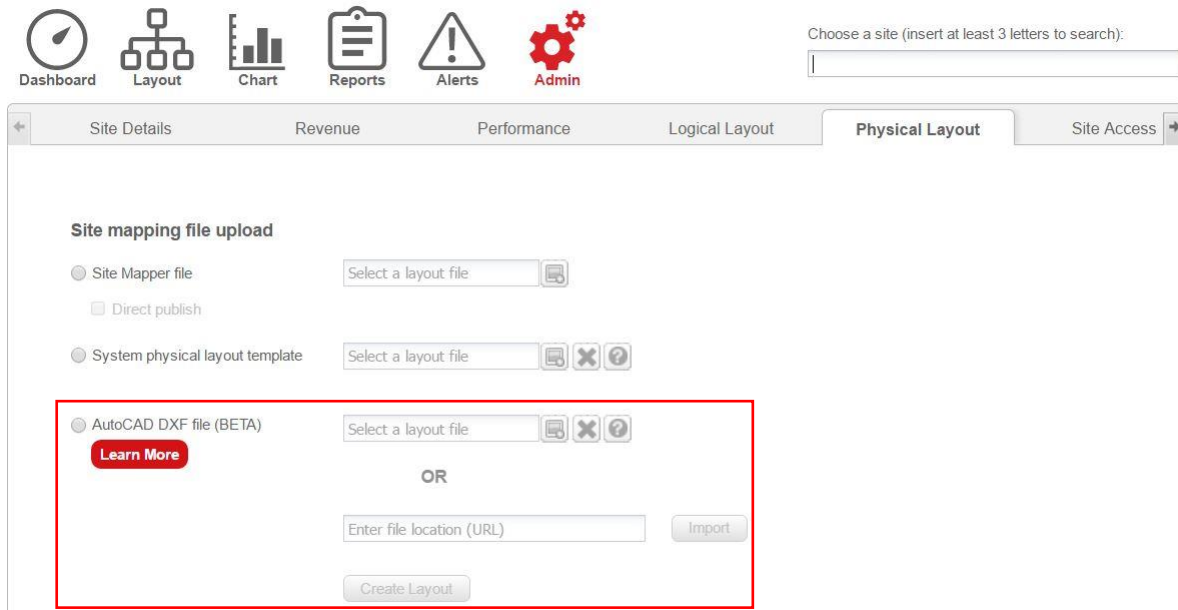 Choose a site (insert at least 3 letters to search):
Dashboard Layout Chart Reports Alerts Admin
Site Details Revenue Performance Logical Layout Physical Layout Site Access
Site mapping file upload
Site Mapper file Select a layout file
Direct publish
System physical layout template Select a layout file
AutoCAD DXF file (BETA) Select a layout file
Learn More
OR
Enter file location (URL) Import
Create Layout